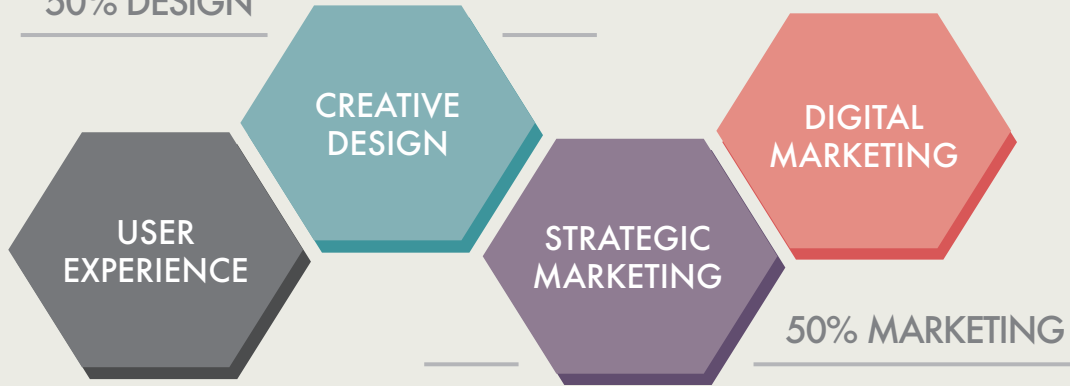 50% DESIGN
CREATIVE
DESIGN
DIGITAL
MARKETING
USER
EXPERIENCE
STRATEGIC
MARKETING
50% MARKETING